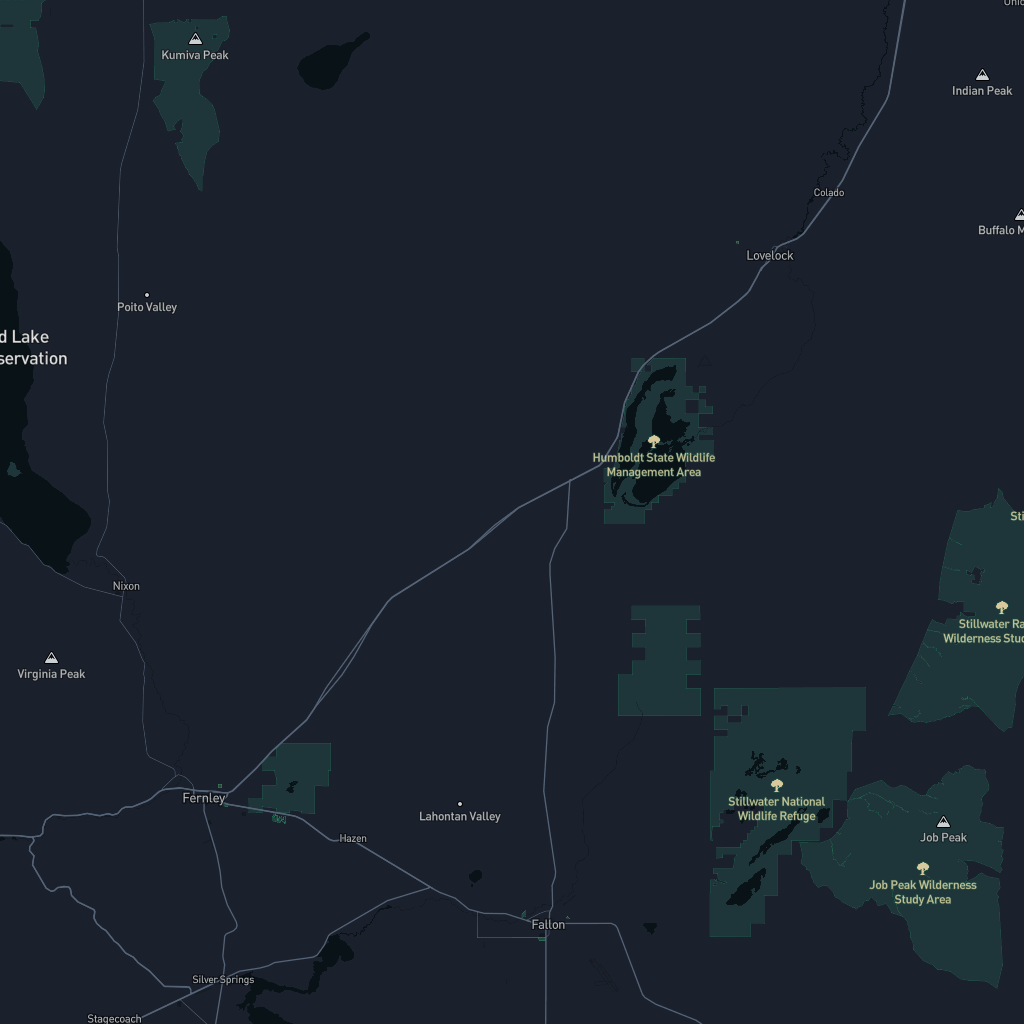 Kumiva Peak
Indian Peak
Colado
Buffalo M
Lovelock
Poito Valley
d Lake
servation
Humboldt State Wildlife
Management Area
Sti
Nixon
Stillwater Ra
Wilderness Stud
Virginia Peak
Fernley
Stillwater National
Wildlife Refuge
Lahontan Valley
Hazen
Job Peak
Job Peak Wilderness
Study Area
Fallon
Silver Springs
Stagecoach